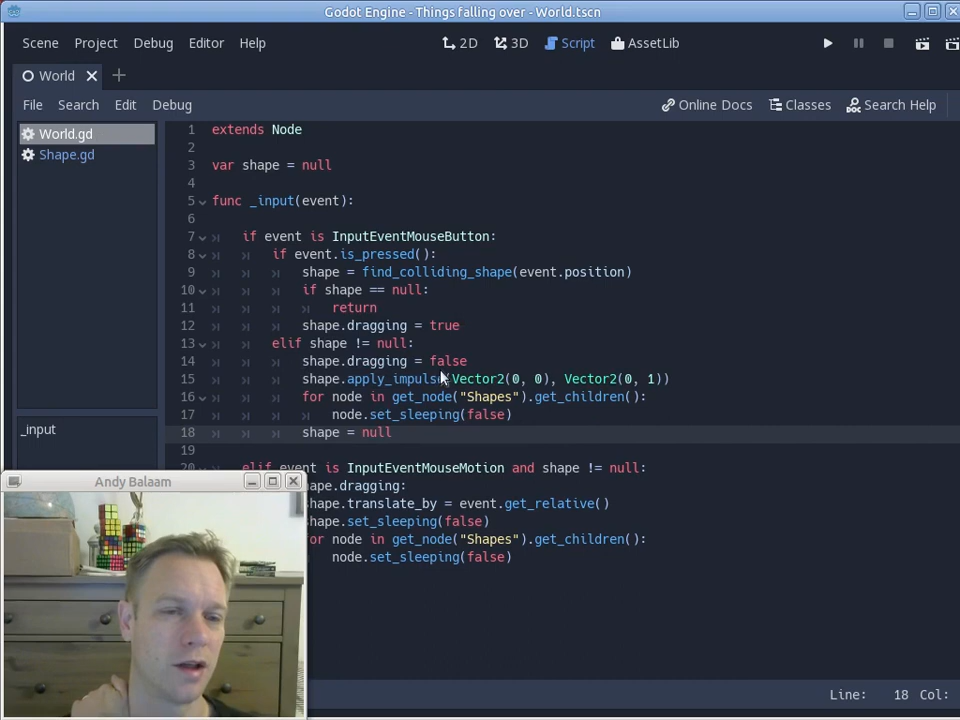 Godot Engine - Things falling over - World.tscn
Scene Project Debug Editor Help 2D 3D Script AssetLib
World
File Search Edit Debug Online Docs Classes Search Help
World.gd
Shape.gd
_input
1 extends Node
2
3 var shape = null
4
5 func _input(event):
6
7 if event is InputEventMouseButton:
8 if event.is_pressed():
9 shape = find_colliding_shape(event.position)
10 if shape == null:
11 return
12 shape.dragging = true
13 elif shape != null:
14 shape.dragging = false
15 shape.apply_impulse(Vector2(0, 0), Vector2(0, 1))
16 for node in get_node("Shapes").get_children():
17 node.set_sleeping(false)
18 shape = null
19
20 elif event is InputEventMouseMotion and shape != null:
shape.dragging:
shape.translate_by = event.get_relative()
shape.set_sleeping(false)
for node in get_node("Shapes").get_children():
node.set_sleeping(false)
Andy Balaam
Line: 18 Col: